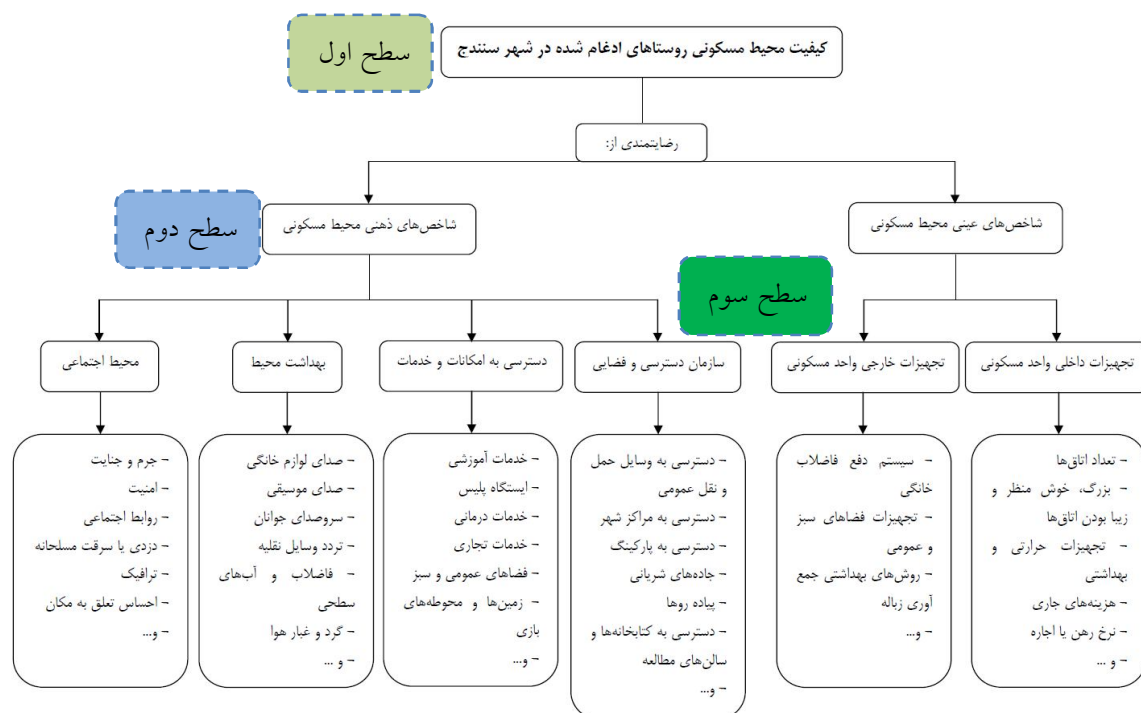 سطح اول
کیفیت محیط مسکونی روستاهای ادغام شده در شهر سنندج
رضایتمندی از:
سطح دوم
شاخص‌های عینی محیط مسکونی
شاخص‌های ذهنی محیط مسکونی
سطح سوم
تجهیزات داخلی واحد مسکونی
تجهیزات خارجی واحد مسکونی
سازمان دسترسی و فضایی
دسترسی به امکانات و خدمات
بهداشت محیط
محیط اجتماعی
- تعداد اتاق‌ها
- بزرگ، خوش منظر و
زیبا بودن اتاق‌ها
- تجهیزات حرارتی و
بهداشتی
- هزینه‌های جاری
- نرخ رهن یا اجاره
- و ...
- سیستم دفع فاضلاب
خانگی
- تجهیزات فضاهای سبز
و عمومی
- روش‌های بهداشتی جمع
آوری زباله
- و...
- دسترسی به وسایل حمل
و نقل عمومی
- دسترسی به مراکز شهر
- دسترسی به پارکینگ
- جاده‌های شریانی
- پیاده روها
- دسترسی به کتابخانه‌ها و
سالن‌های مطالعه
- و...
- خدمات آموزشی
- ایستگاه پلیس
- خدمات درمانی
- خدمات تجاری
- فضاهای عمومی و سبز
- زمین‌ها و محوطه‌های
بازی
- و...
- صدای لوازم خانگی
- صدای موسیقی
- سروصدای جوانان
- تردد وسایل نقلیه
- فاضلاب و آب‌های
سطحی
- گرد و غبار هوا
- و ...
- جرم و جنایت
- امنیت
- روابط اجتماعی
- دزدی یا سرقت مسلحانه
- ترافیک
- احساس تعلق به مکان
- و...